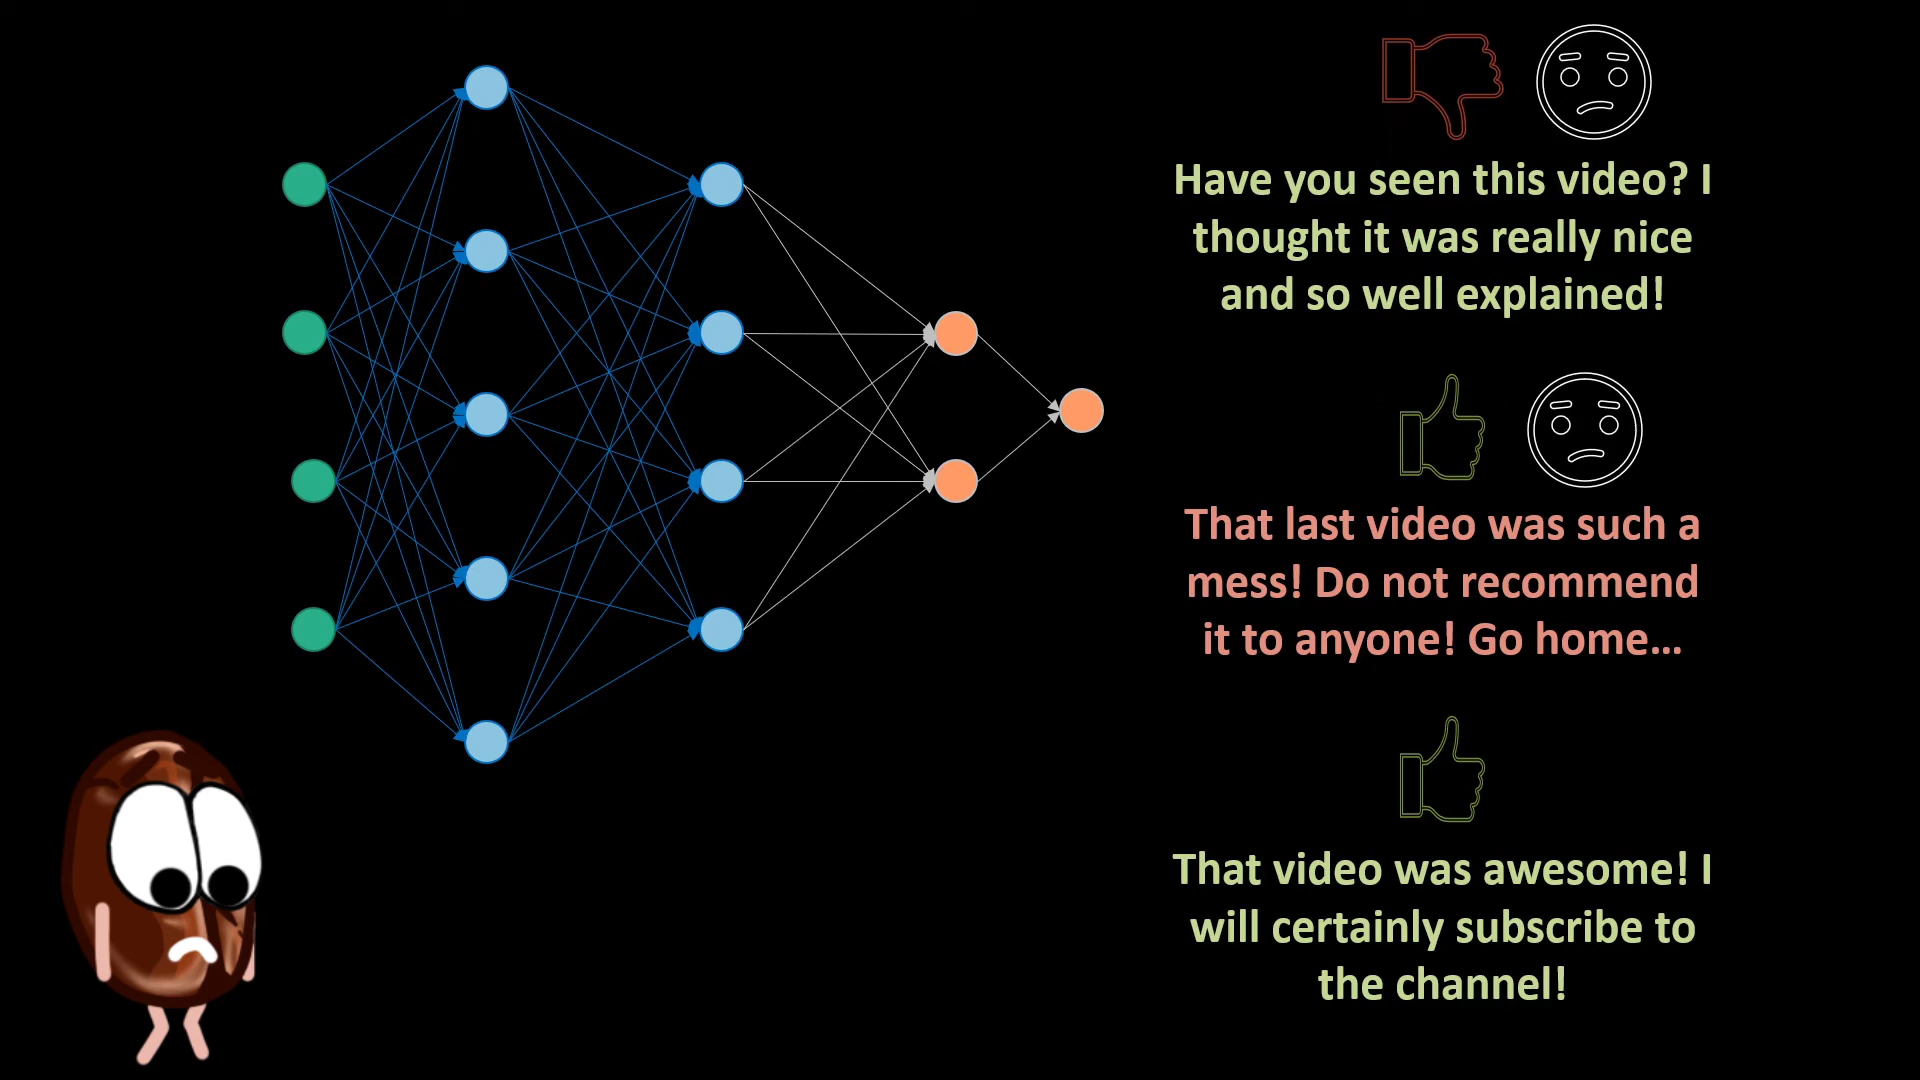 Have you seen this video? I
thought it was really nice
and so well explained!
That last video was such a
mess! Do not recommend
it to anyone! Go home...
That video was awesome! I
will certainly subscribe to
the channel!